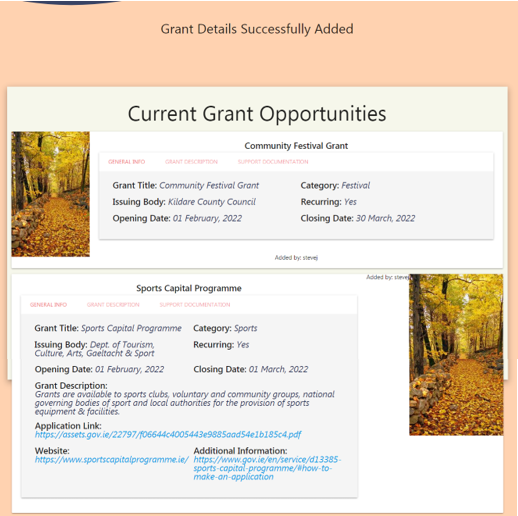 Grant Details Successfully Added
Current Grant Opportunities
Community Festival Grant
GENERAL INFO GRANT DESCRIPTION SUPPORT DOCUMENTATION
Grant Title: Community Festival Grant Category: Festival
Issuing Body: Kildare County Council Recurring: Yes
Opening Date: 01 February, 2022 Closing Date: 30 March, 2022
Added by: stevej
Added by: stevej
Sports Capital Programme
GENERAL INFO GRANT DESCRIPTION SUPPORT DOCUMENTATION
Grant Title: Sports Capital Programme Category: Sports
Issuing Body: Dept. of Tourism, Recurring: Yes
Culture, Arts, Gaeltacht & Sport
Opening Date: 01 February, 2022 Closing Date: 01 March, 2022
Grant Description:
Grants are available to sports clubs, voluntary and community groups, national
governing bodies of sport and local authorities for the provision of sports
equipment & facilities.
Application Link:
https://assets.gov.ie/22797/f06644c4005443e9885aad54e1b185c4.pdf
Website: Additional Information:
https://www.sportscapitalprogramme.ie/ https://www.gov.ie/en/service/d13385-
sports-capital-programme/#how-to-
make-an-application